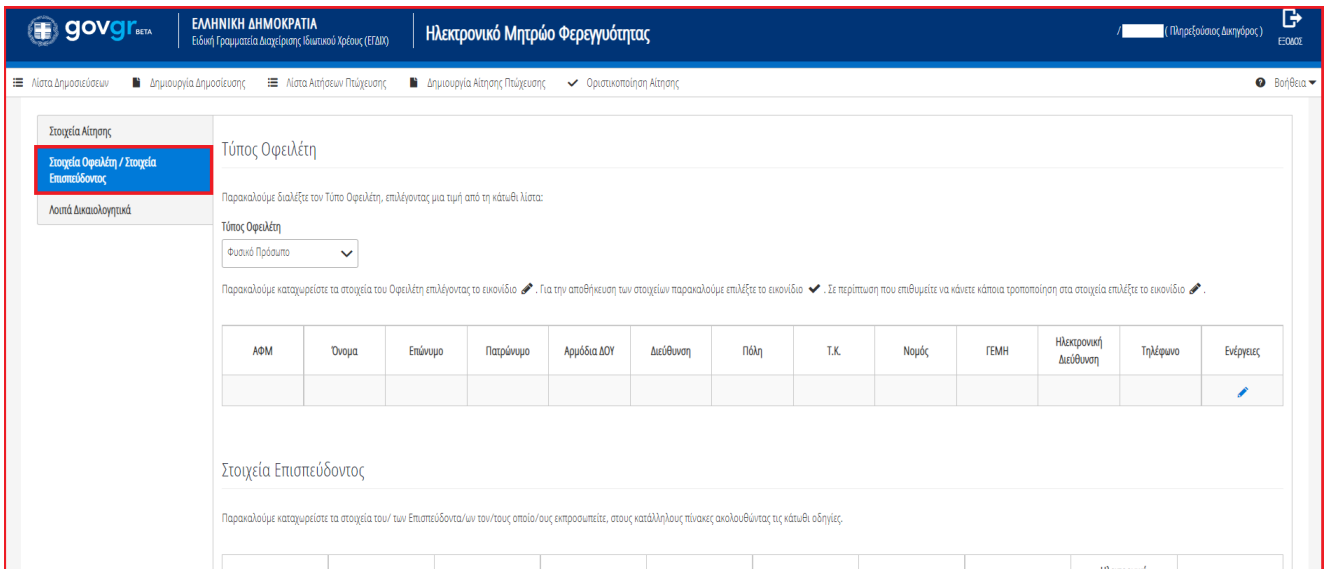 govgr BETA
ΕΛΛΗΝΙΚΗ ΔΗΜΟΚΡΑΤΙΑ
Ειδική Γραμματεία Διαχείρισης Ιδιωτικού Χρέους (ΕΓΔΙΧ)
Ηλεκτρονικό Μητρώο Φερεγγυότητας
/ ( Πληρεξούσιος Δικηγόρος )
ΕΞΟΔΟΣ
Λίστα Δημοσιεύσεων Δημιουργία Δημοσίευσης Λίστα Αιτήσεων Πτώχευσης Δημιουργία Αίτησης Πτώχευσης Οριστικοποίηση Αίτησης Βοήθεια
Στοιχεία Αίτησης
Στοιχεία Οφειλέτη / Στοιχεία
Επισπεύδοντος
Λοιπά Δικαιολογητικά
Τύπος Οφειλέτη
Παρακαλούμε διαλέξτε τον Τύπο Οφειλέτη, επιλέγοντας μια τιμή από τη κάτωθι λίστα:
Τύπος Οφειλέτη
Φυσικό Πρόσωπο
Παρακαλούμε καταχωρείστε τα στοιχεία του Οφειλέτη επιλέγοντας το εικονίδιο . Για την αποθήκευση των στοιχείων παρακαλούμε επιλέξτε το εικονίδιο . Σε περίπτωση που επιθυμείτε να κάνετε κάποια τροποποίηση στα στοιχεία επιλέξτε το εικονίδιο .
ΑΦΜ Όνομα Επώνυμο Πατρώνυμο Αρμόδια ΔΟΥ Διεύθυνση Πόλη Τ.Κ. Νομός ΓΕΜΗ Ηλεκτρονική Διεύθυνση Τηλέφωνο Ενέργειες
Στοιχεία Επισπεύδοντος
Παρακαλούμε καταχωρείστε τα στοιχεία του/ των Επισπεύδοντα/ων τον/τους οποίο/ους εκπροσωπείτε, στους κατάλληλους πίνακες ακολουθώντας τις κάτωθι οδηγίες.